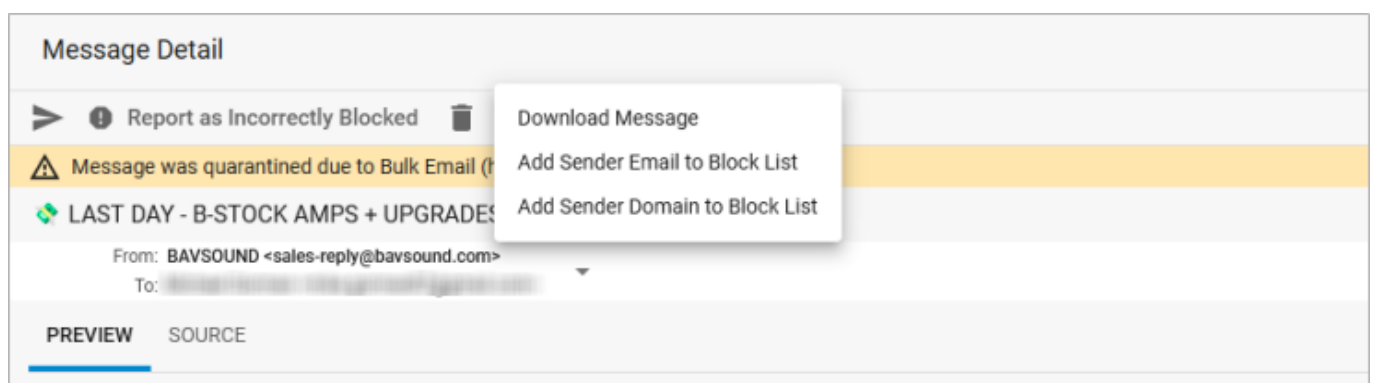 Message Detail
Report as Incorrectly Blocked
Download Message
Add Sender Email to Block List
Add Sender Domain to Block List
Message was quarantined due to Bulk Email
LAST DAY - B-STOCK AMPS + UPGRADES
From: BAVSOUND <sales-reply@bavsound.com>
To:
PREVIEW SOURCE